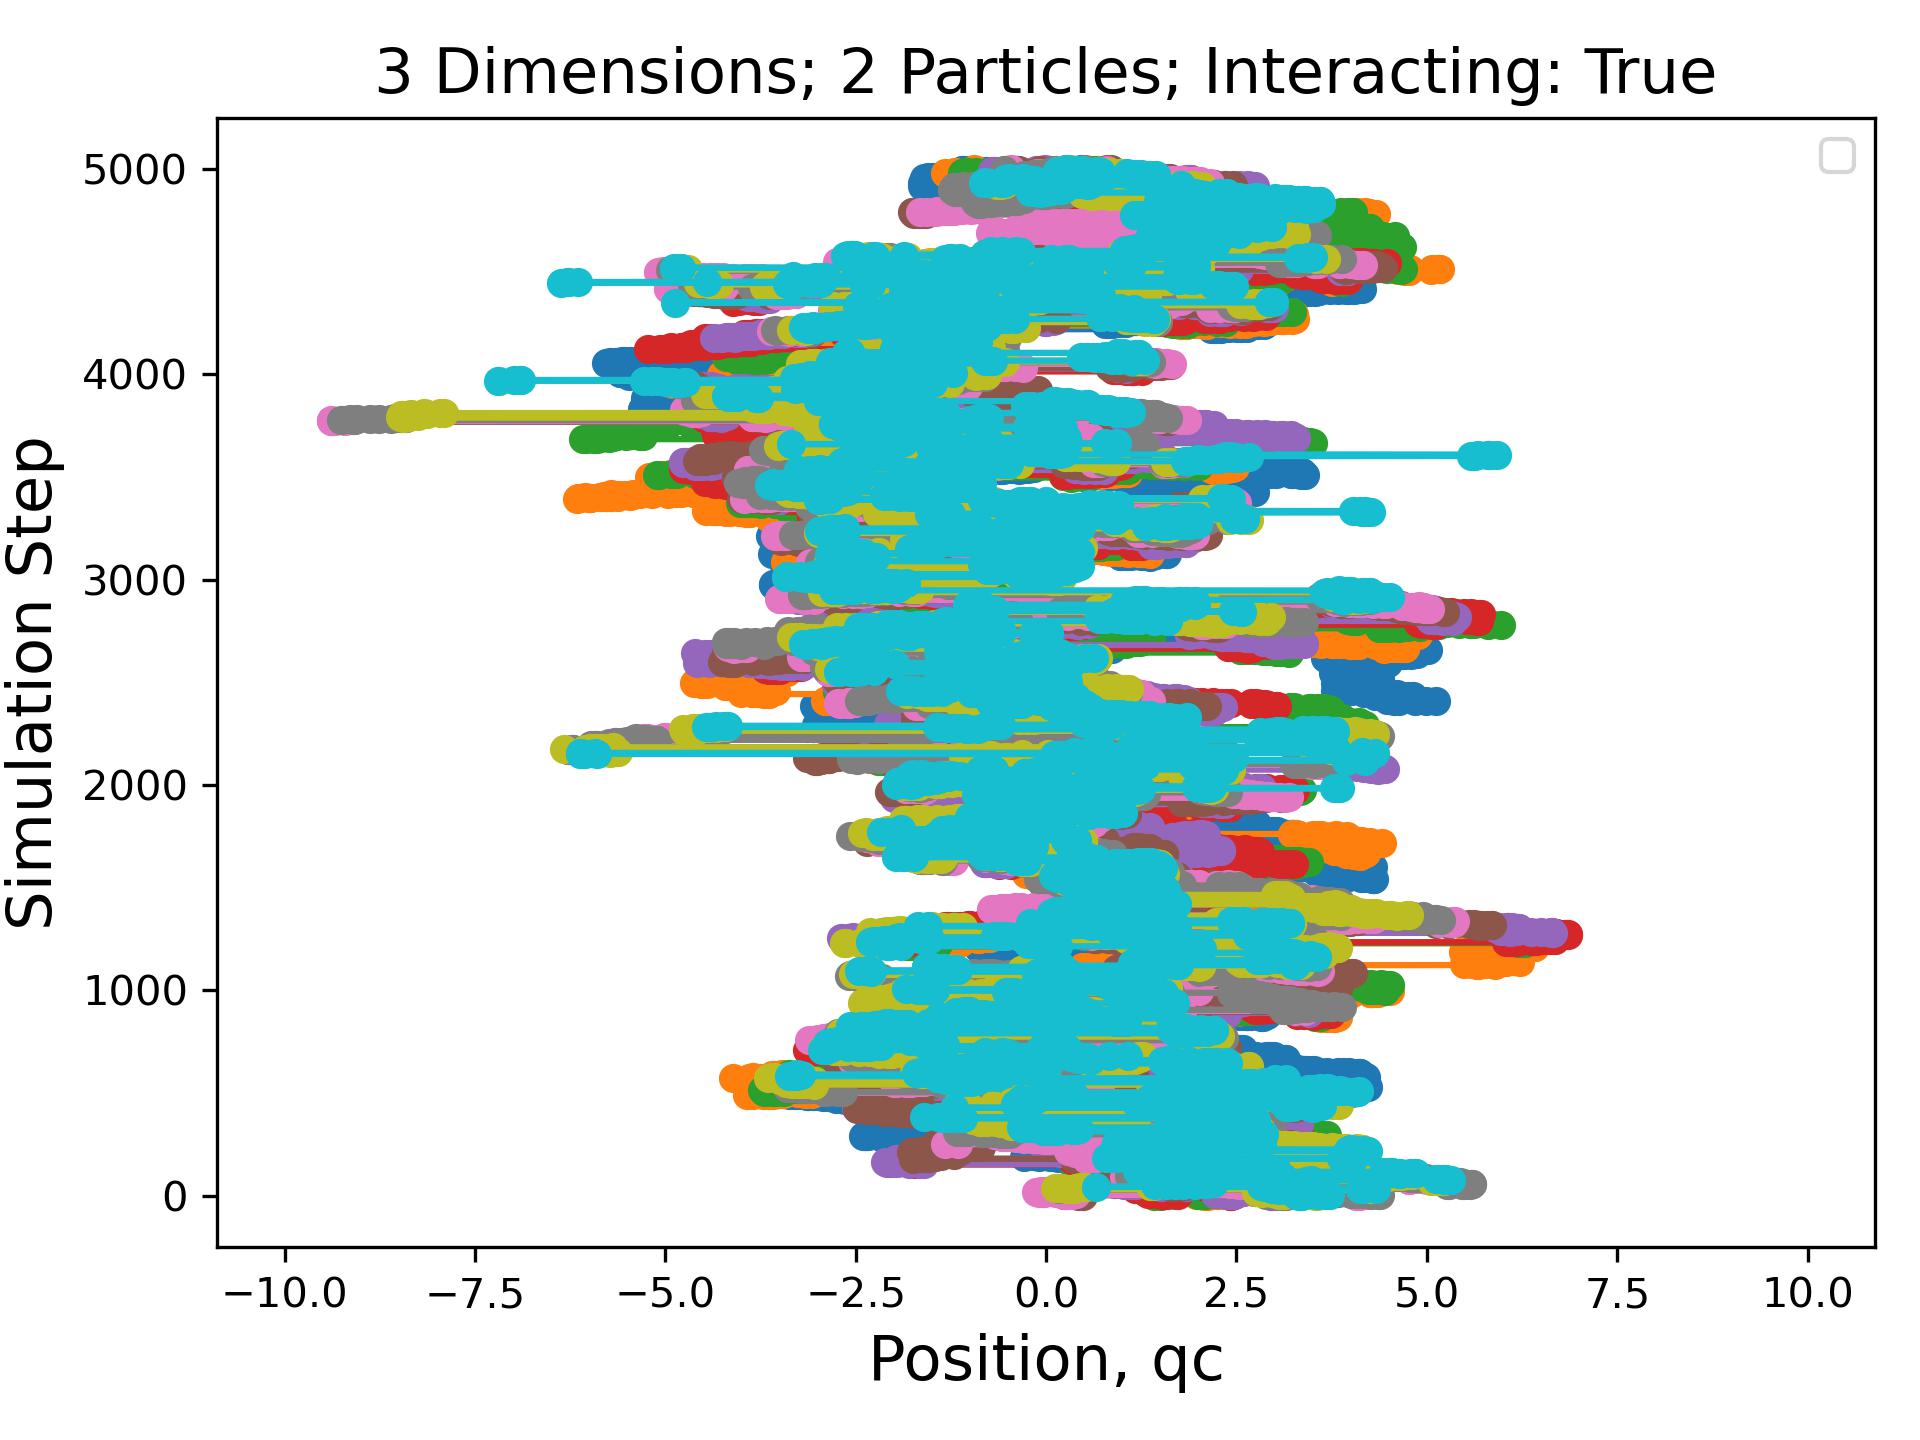 3 Dimensions; 2 Particles; Interacting: True
5000
4000
3000
2000
1000
0
Simulation Step
−10.0 −7.5 −5.0 −2.5 0.0 2.5 5.0 7.5 10.0
Position, qc